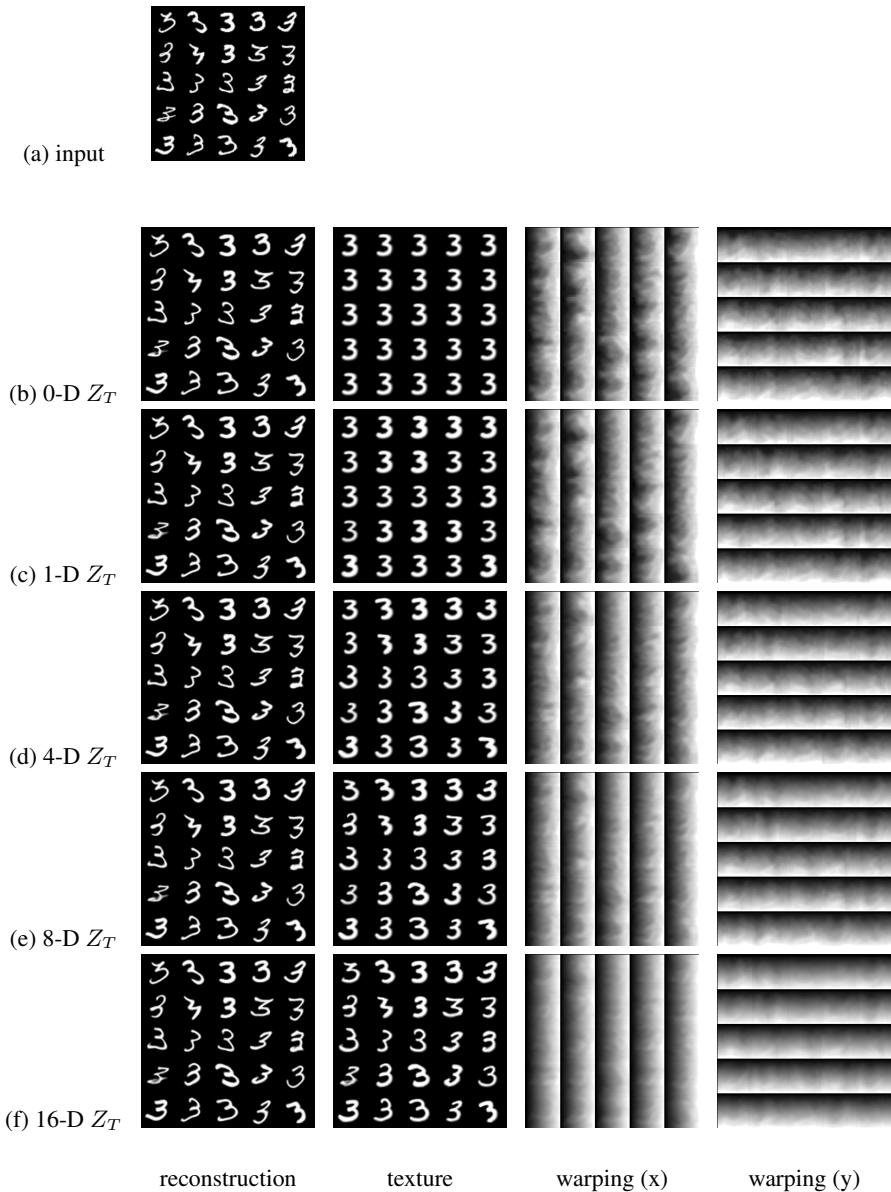 (a) input
(b) 0-D Z_T
(c) 1-D Z_T
(d) 4-D Z_T
(e) 8-D Z_T
(f) 16-D Z_T
reconstruction texture warping (x) warping (y)